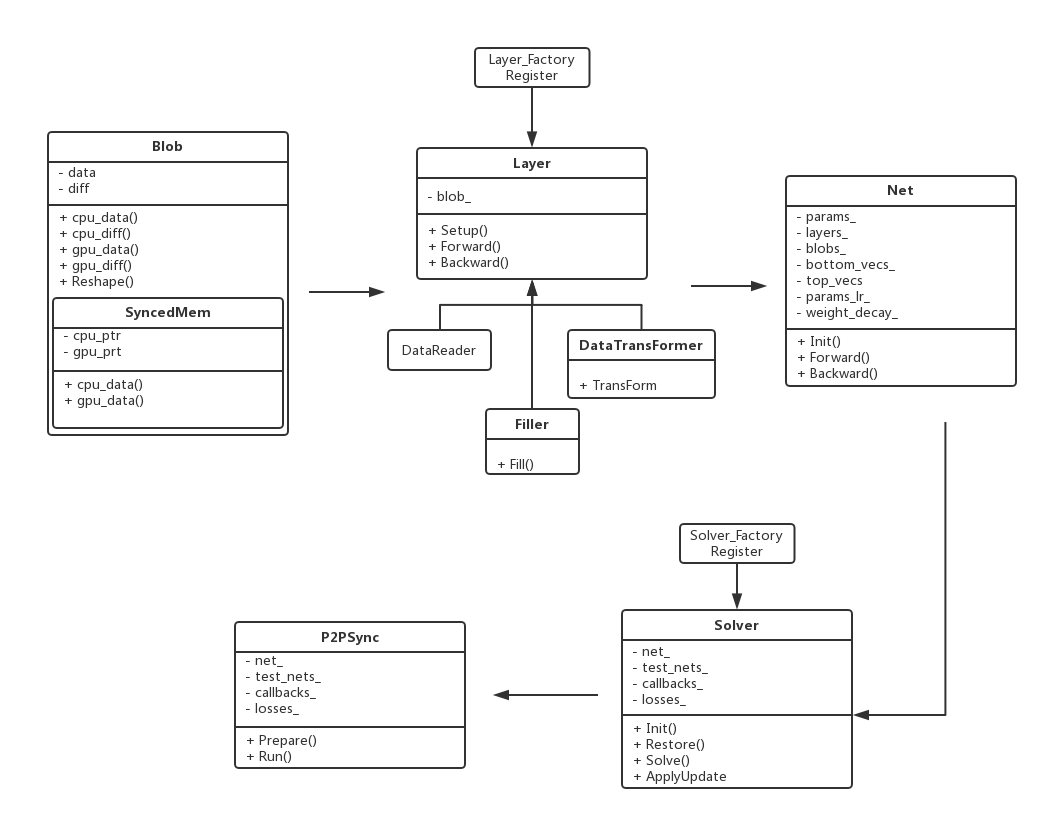 Layer_Factory
Register
Blob
- data
- diff
+ cpu_data()
+ cpu_diff()
+ gpu_data()
+ gpu_diff()
+ Reshape()
SyncedMem
- cpu_ptr
- gpu_prt
+ cpu_data()
+ gpu_data()
Layer
- blob_
+ Setup()
+ Forward()
+ Backward()
DataReader
DataTransFormer
+ TransForm
Filler
+ Fill()
Net
- params_
- layers_
- blobs_
- bottom_vecs_
- top_vecs
- params_lr_
- weight_decay_
+ Init()
+ Forward()
+ Backward()
Solver_Factory
Register
Solver
- net_
- test_nets_
- callbacks_
- losses_
+ Init()
+ Restore()
+ Solve()
+ ApplyUpdate
P2PSync
- net_
- test_nets_
- callbacks_
- losses_
+ Prepare()
+ Run()